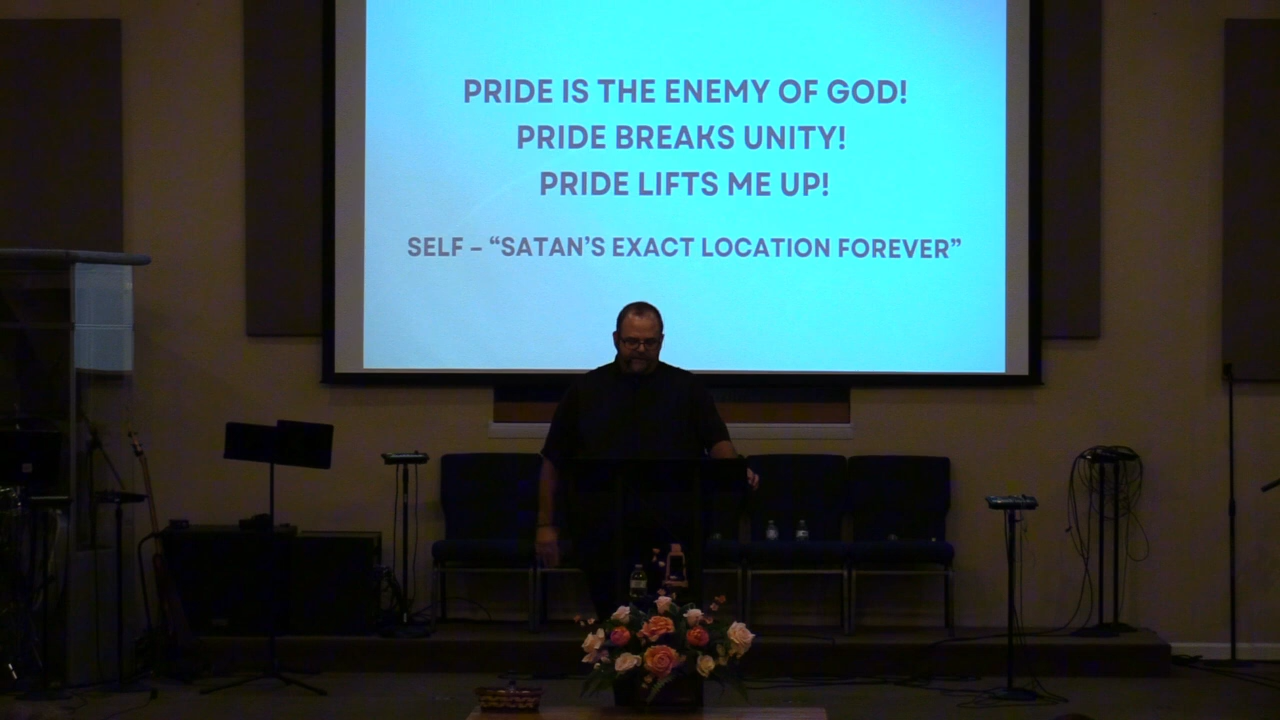 PRIDE IS THE ENEMY OF GOD!
PRIDE BREAKS UNITY!
PRIDE LIFTS ME UP!
SELF – “SATAN’S EXACT LOCATION FOREVER”